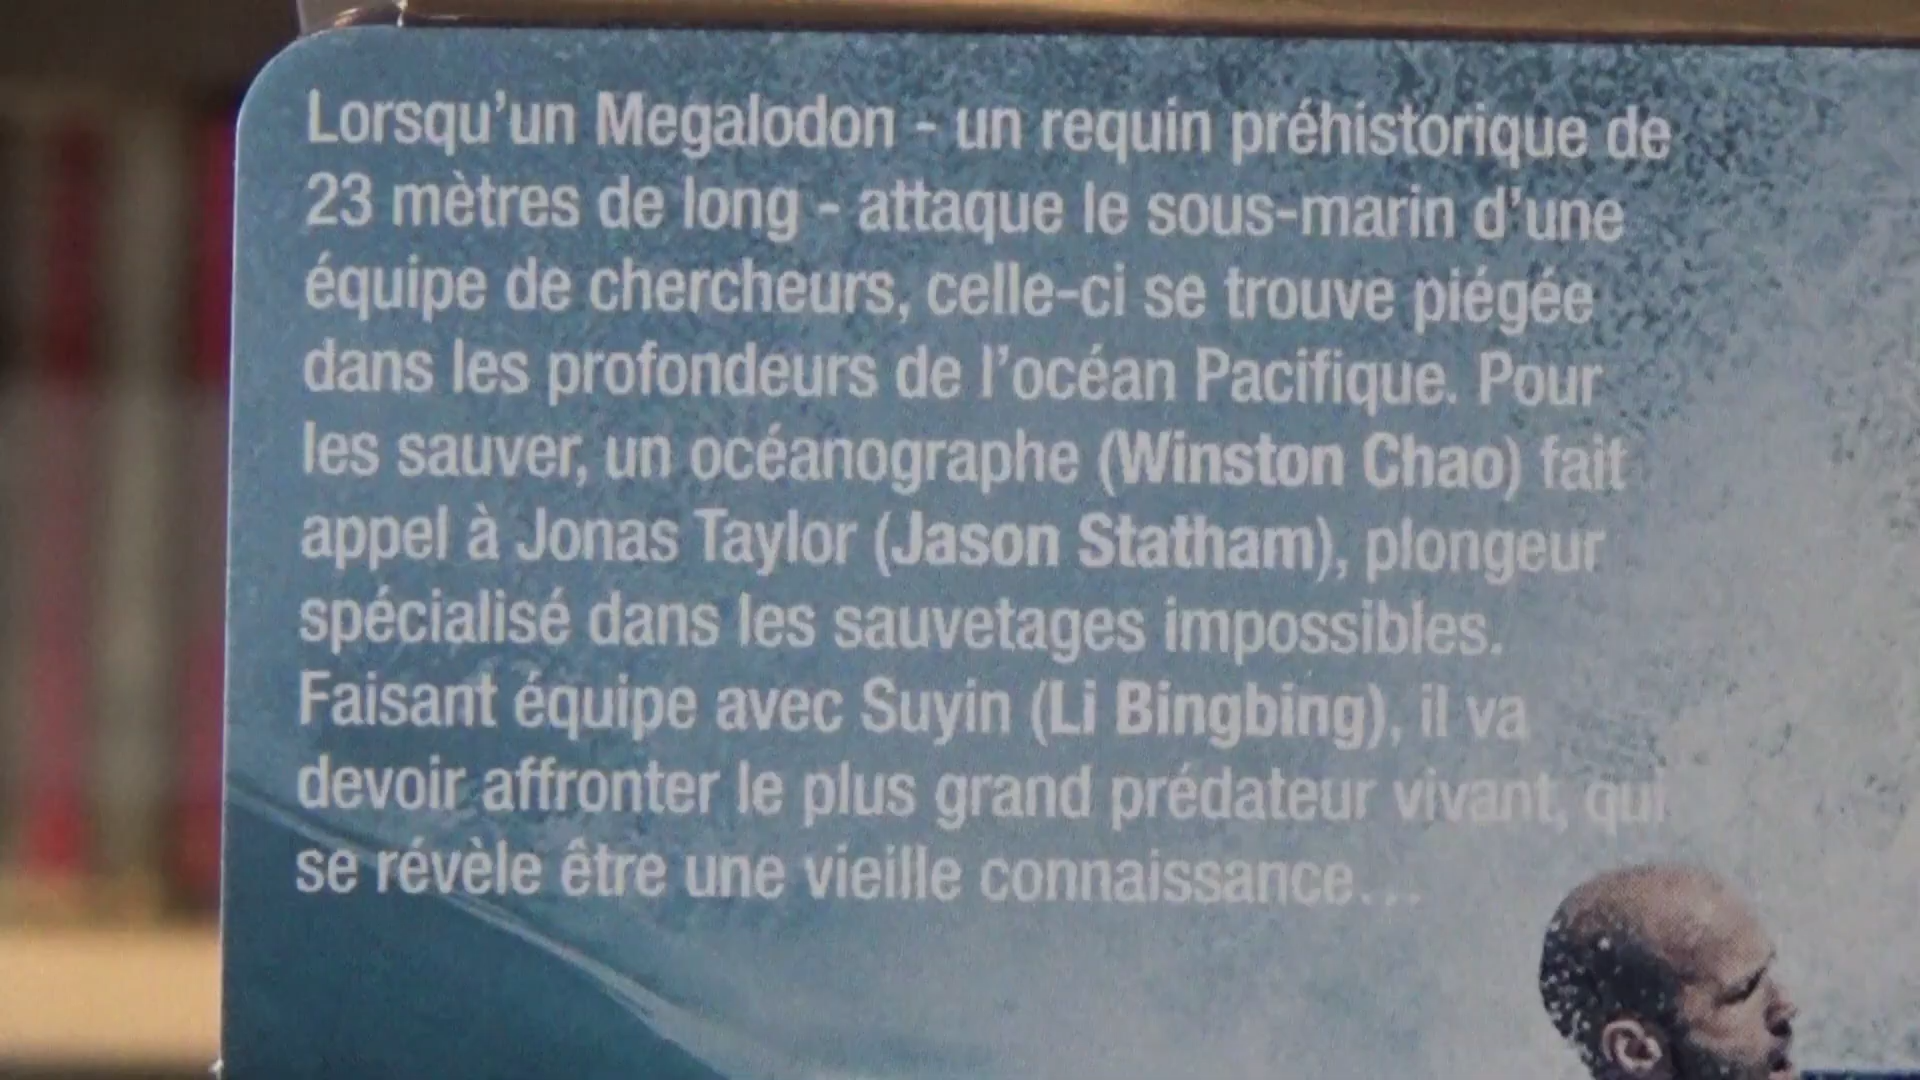 Lorsqu'un Megalodon - un requin préhistorique de
23 mètres de long - attaque le sous-marin d'une
équipe de chercheurs, celle-ci se trouve piégée
dans les profondeurs de l'océan Pacifique. Pour
les sauver, un océanographe (Winston Chao) fait
appel à Jonas Taylor (Jason Statham), plongeur
spécialisé dans les sauvetages impossibles.
Faisant équipe avec Suyin (Li Bingbing), il va
devoir affronter le plus grand prédateur vivant, qui
se révèle être une vieille connaissance...